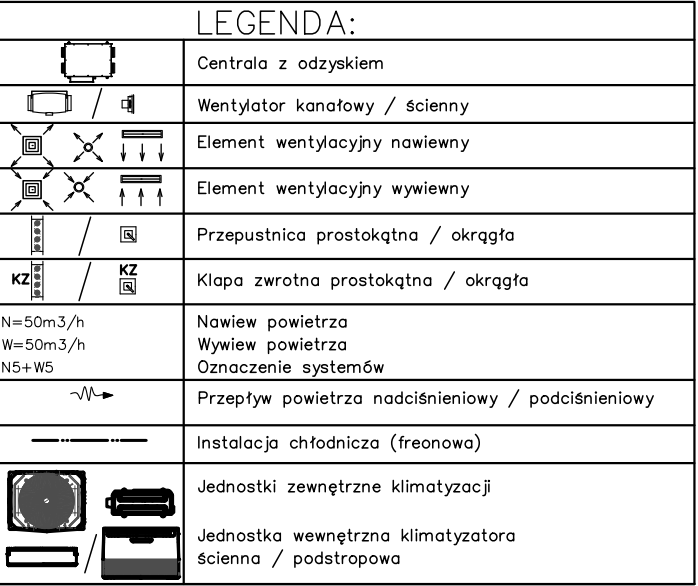 LEGENDA:
Centrala z odzyskiem
Wentylator kanałowy / ścienny
Element wentylacyjny nawiewny
Element wentylacyjny wywiewny
Przepustnica prostokątna / okrągła
KZ KZ Klapa zwrotna prostokątna / okrągła
N=50m3/h Nawiew powietrza
W=50m3/h Wywiew powietrza
N5+W5 Oznaczenie systemów
Przepływ powietrza nadciśnieniowy / podciśnieniowy
Instalacja chłodnicza (freonowa)
Jednostki zewnętrzne klimatyzacji
Jednostka wewnętrzna klimatyzatora
ścienna / podstropowa